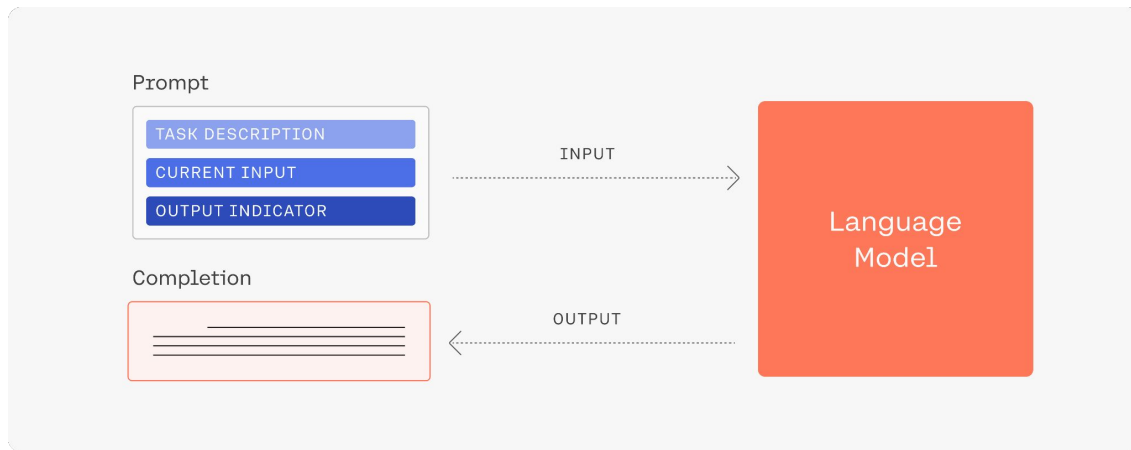 Prompt
TASK DESCRIPTION
CURRENT INPUT
OUTPUT INDICATOR
INPUT
Language
Model
Completion
OUTPUT